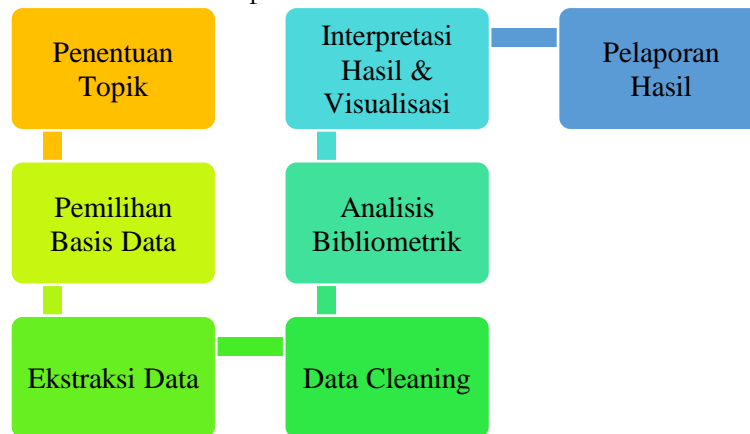 Penentuan
Topik
Pemilihan
Basis Data
Ekstraksi Data
Data Cleaning
Analisis
Bibliometrik
Interpretasi
Hasil &
Visualisasi
Pelaporan
Hasil